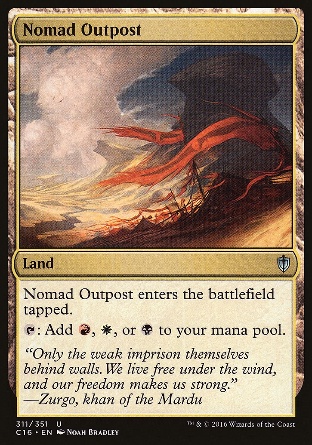 Nomad Outpost
Land
Nomad Outpost enters the battlefield
tapped.
: Add , , or to your mana pool.
“Only the weak imprison themselves
behind walls. We live free under the wind,
and our freedom makes us strong.”
—Zurgo, khan of the Mardu
311/351 U
C16 • EN Noah Bradley
™ & © 2016 Wizards of the Coast